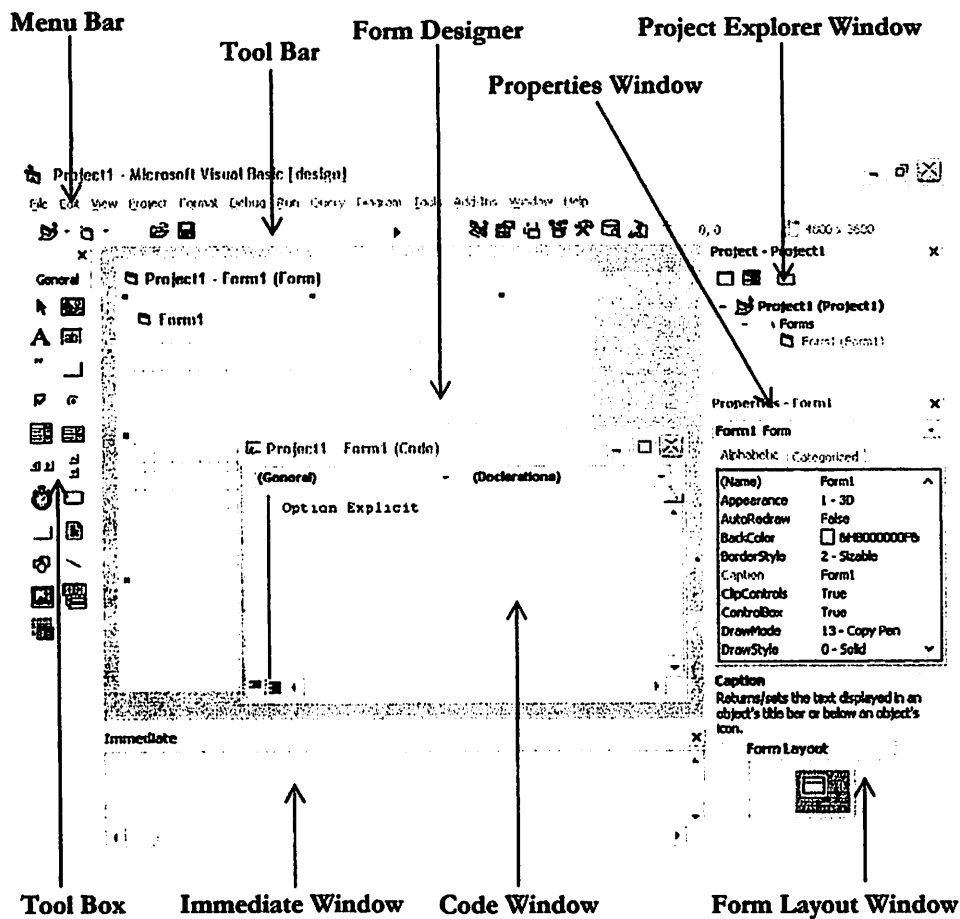 Menu Bar
Tool Bar
Form Designer
Project Explorer Window
Properties Window
Project1 - Microsoft Visual Basic [design]
File Edit View Project Format Debug Run Query Diagram Tools Add-Ins Window Help
0, 0 4800 x 3600
General
Project1 - Form1 (Form)
Form1
Project - Project1
Project1 (Project1)
Forms
Form1 (Form1)
Properties - Form1
Form1 Form
Alphabetic Categorized
(Name) Form1
Appearance 1 - 3D
AutoRedraw False
BackColor &H8000000F&
BorderStyle 2 - Sizable
Caption Form1
ClipControls True
ControlBox True
DrawMode 13 - Copy Pen
DrawStyle 0 - Solid
Caption
Returns/sets the text displayed in an
object's title bar or below an object's
icon.
Project1 Form1 (Code)
(General) (Declarations)
Option Explicit
Immediate
Form Layout
Tool Box
Immediate Window
Code Window
Form Layout Window